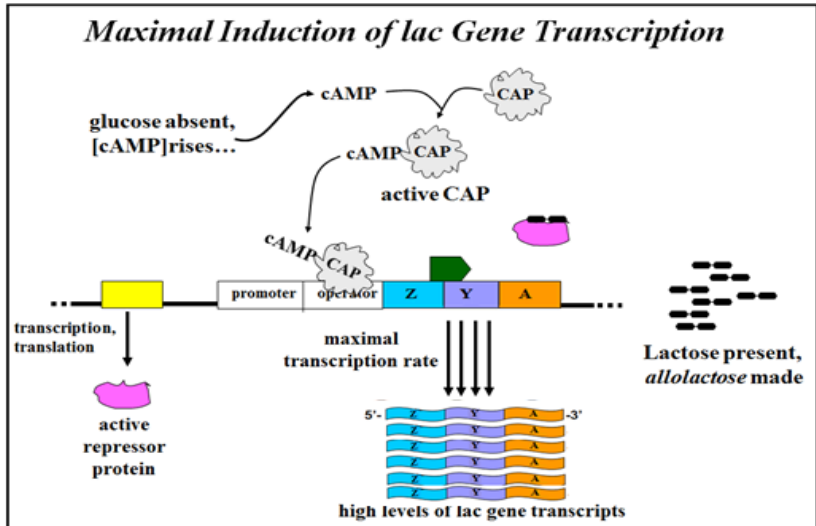 Maximal Induction of lac Gene Transcription
cAMP
CAP
glucose absent,
[cAMP]rises...
cAMP
CAP
active CAP
cAMP
CAP
promoter
operator
Z
Y
A
transcription,
translation
maximal
transcription rate
Lactose present,
allolactose made
active
repressor
protein
5'-
Z
Y
A
-3'
Z
Y
A
Z
Y
A
Z
Y
A
Z
Y
A
Z
Y
A
high levels of lac gene transcripts